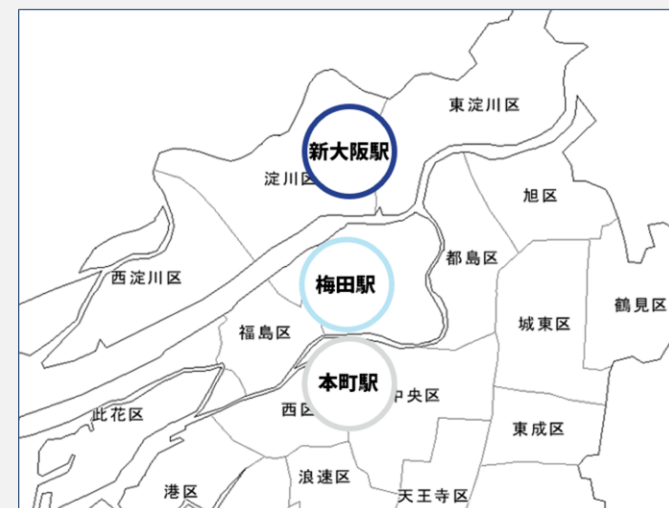 東淀川区
新大阪駅
淀川区
旭区
都島区
西淀川区
梅田駅
鶴見区
城東区
福島区
本町駅
中央区
西区
此花区
東成区
浪速区
港区
天王寺区